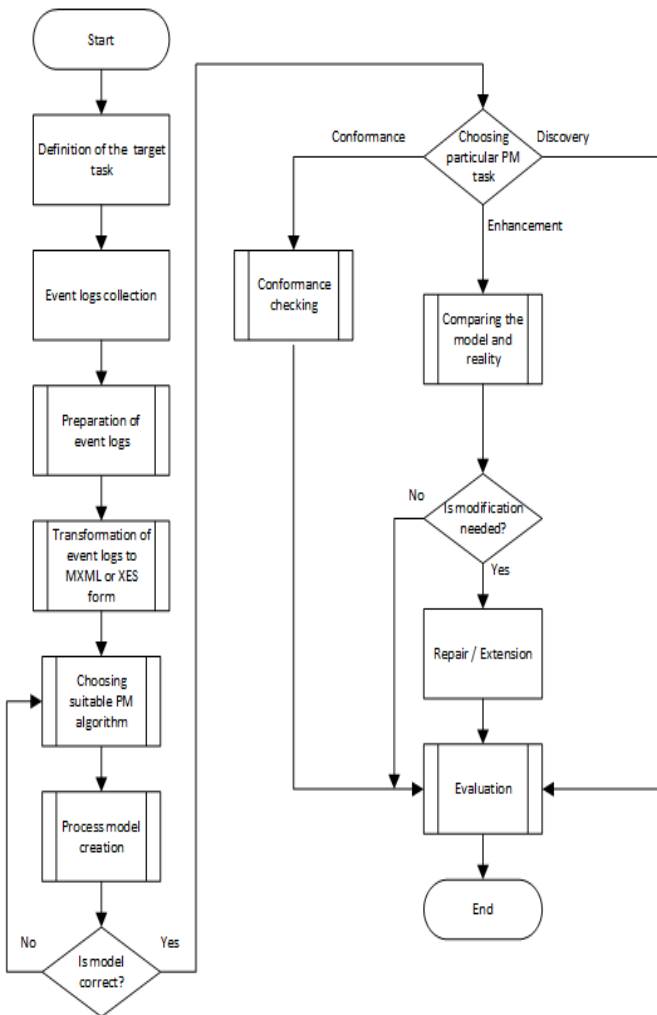 Start
Definition of the target
task
Event logs collection
Preparation of
event logs
Transformation of
event logs to
MXML or XES
form
Choosing
suitable PM
algorithm
Process model
creation
No
Yes
Is model
correct?
Conformance
Choosing
particular PM
task
Discovery
Enhancement
Conformance
checking
Comparing the
model and
reality
No
Is modification
needed?
Yes
Repair / Extension
Evaluation
End